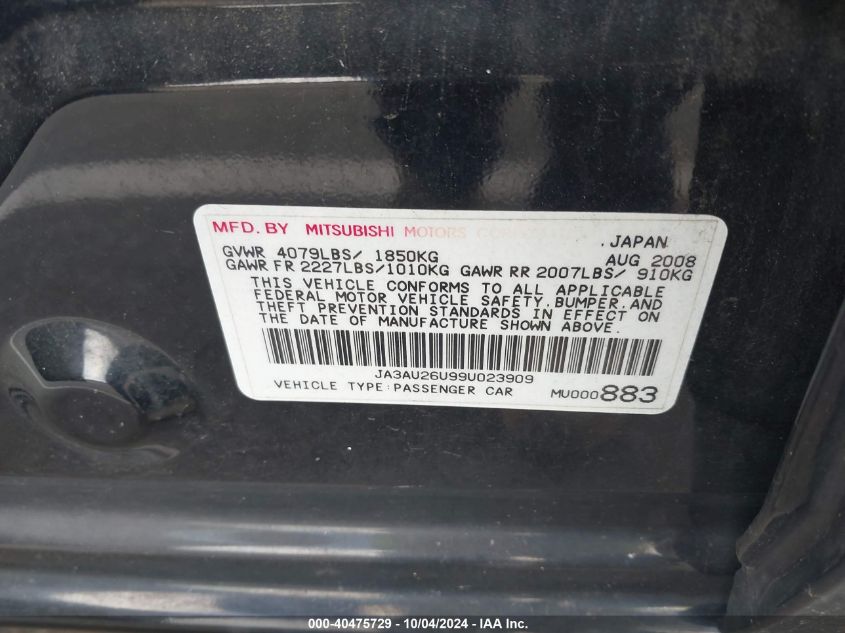 MFD. BY MITSUBISHI MOTORS CORPORATION
.JAPAN
GVWR 4079LBS/ 1850KG AUG 2008
GAWR FR 2227LBS/1010KG GAWR RR 2007LBS/ 910KG
THIS VEHICLE CONFORMS TO ALL APPLICABLE
FEDERAL MOTOR VEHICLE SAFETY, BUMPER, AND
THEFT PREVENTION STANDARDS IN EFFECT ON
THE DATE OF MANUFACTURE SHOWN ABOVE.
JA3AU26U99U023909
VEHICLE TYPE:PASSENGER CAR MU000883
000-40475729 - 10/04/2024 - IAA Inc.